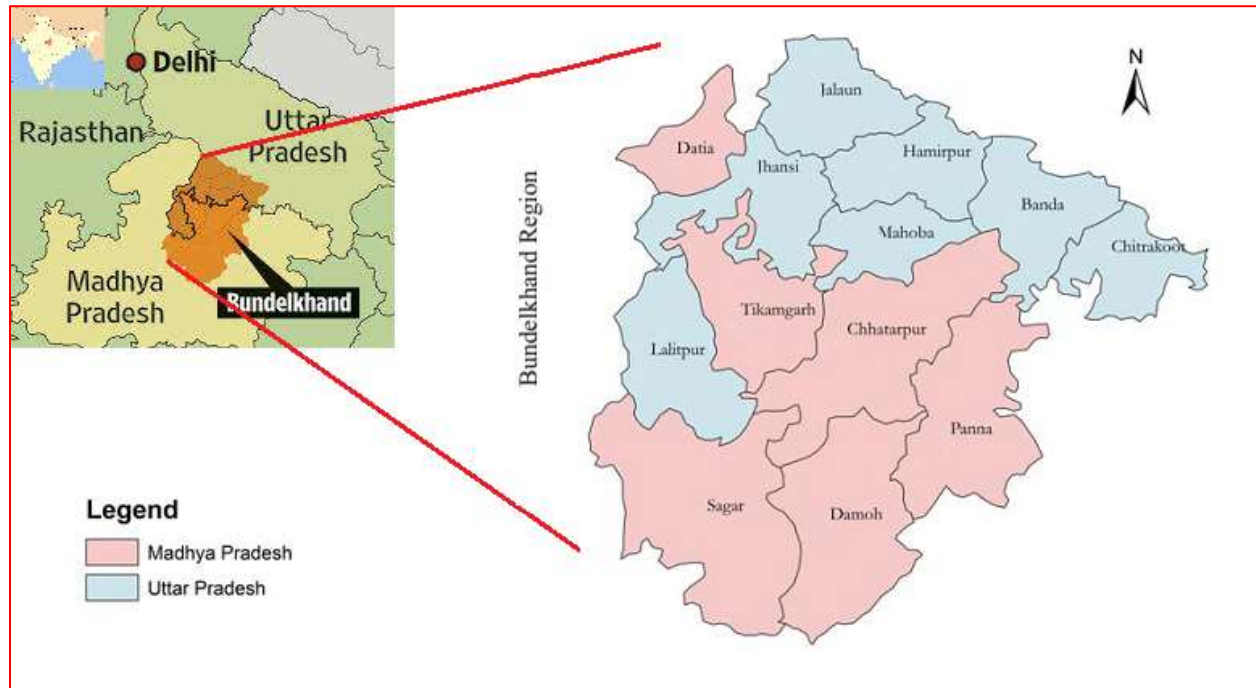 Delhi
Rajasthan
Uttar
Pradesh
Madhya
Pradesh
Bundelkhand
Bundelkhand Region
N
Jalaun
Datia
Jhansi
Hamirpur
Banda
Mahoba
Chitrakoot
Tikamgarh
Chhatarpur
Lalitpur
Panna
Sagar
Damoh
Legend
Madhya Pradesh
Uttar Pradesh